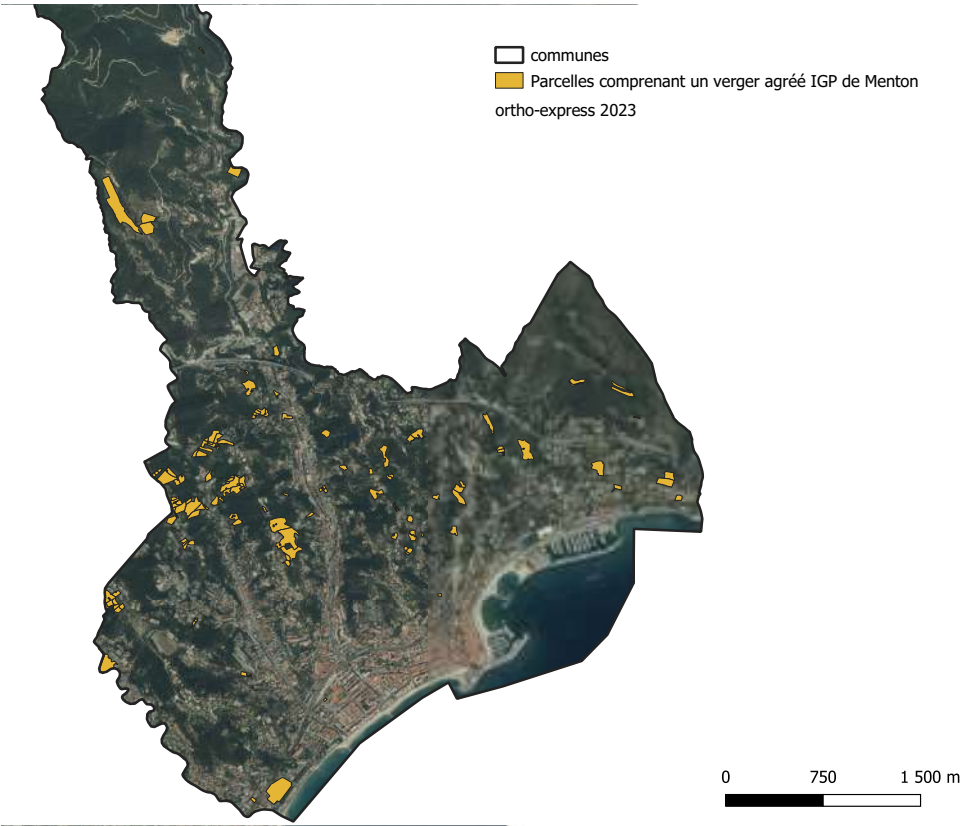 communes
Parcelles comprenant un verger agréé IGP de Menton
ortho-express 2023
0 750 1 500 m